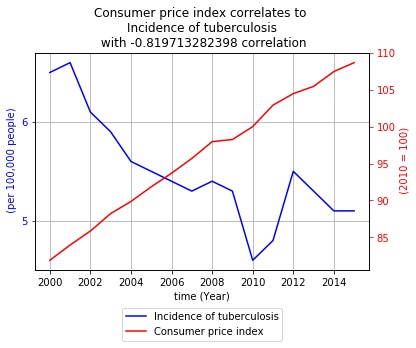 Consumer price index correlates to
Incidence of tuberculosis
with -0.819713282398 correlation
(per 100,000 people)
6
5
110
105
100
95
90
85
(2010 = 100)
2000 2002 2004 2006 2008 2010 2012 2014
time (Year)
Incidence of tuberculosis
Consumer price index